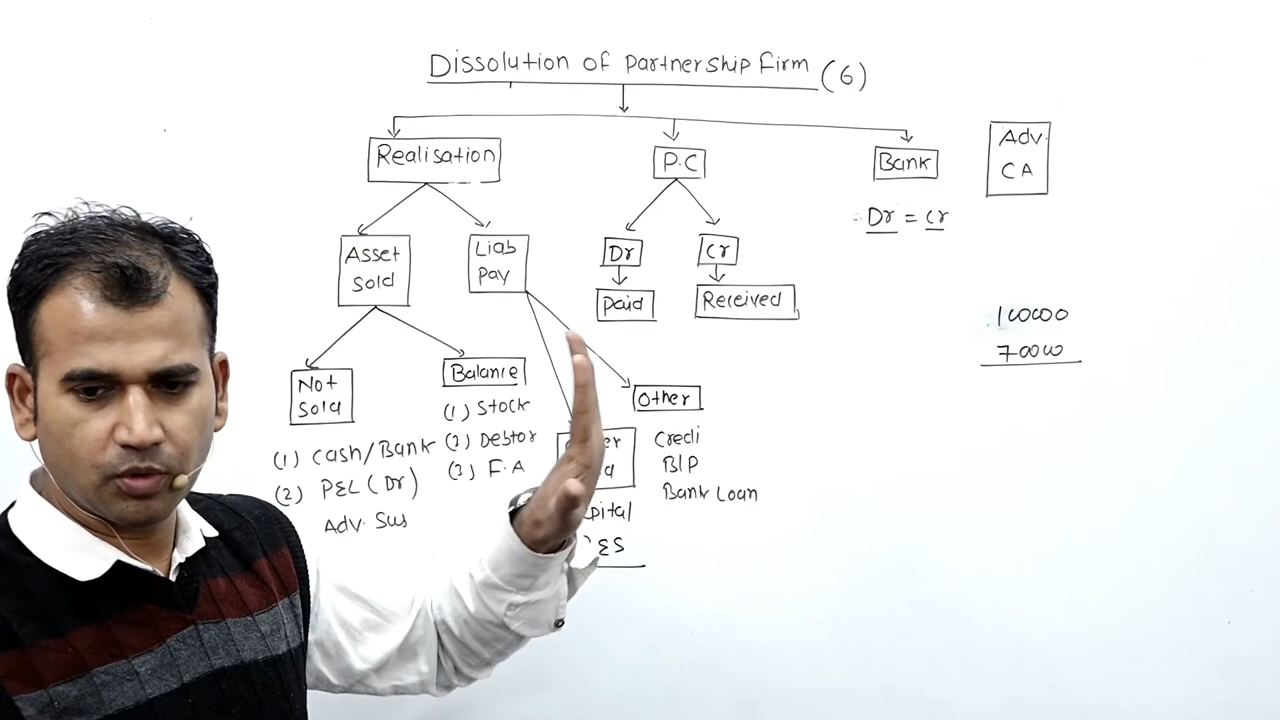 Dissolution of Partnership Firm (6)
Realisation
P.C
Bank
Adv.
CA
Dr = Cr
Asset
Sold
Liab
Pay
Dr
Cr
Paid
Received
100000
70000
Not
Sold
Balance
Other
(1) Cash/Bank
(2) P&L (Dr)
Adv. Sus
(1) Stock
(2) Debtor
(3) F.A
Credi
B/P
Bank Loan